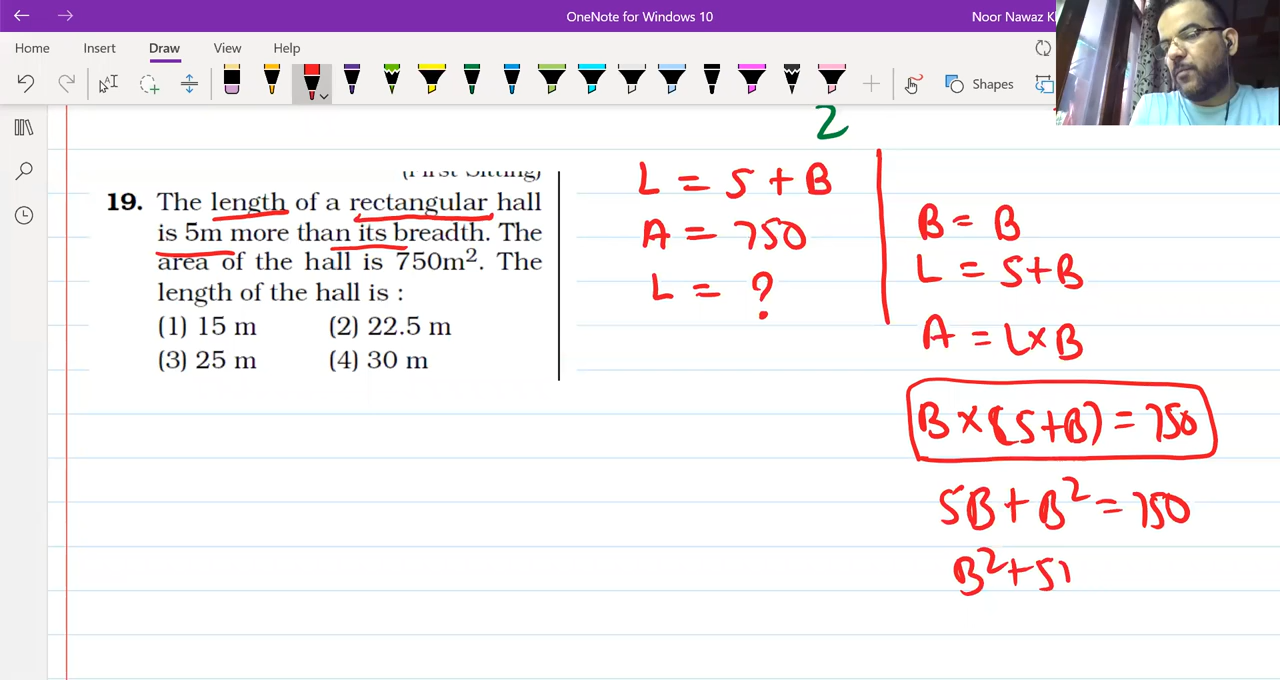 OneNote for Windows 10
Noor Nawaz K
Home Insert Draw View Help
Shapes
2
19. The length of a rectangular hall
is 5m more than its breadth. The
area of the hall is 750m². The
length of the hall is :
(1) 15 m (2) 22.5 m
(3) 25 m (4) 30 m
L = 5 + B
A = 750
L = ?
B = B
L = 5+B
A = L×B
B×(5+B) = 750
5B + B² = 750
B²+5